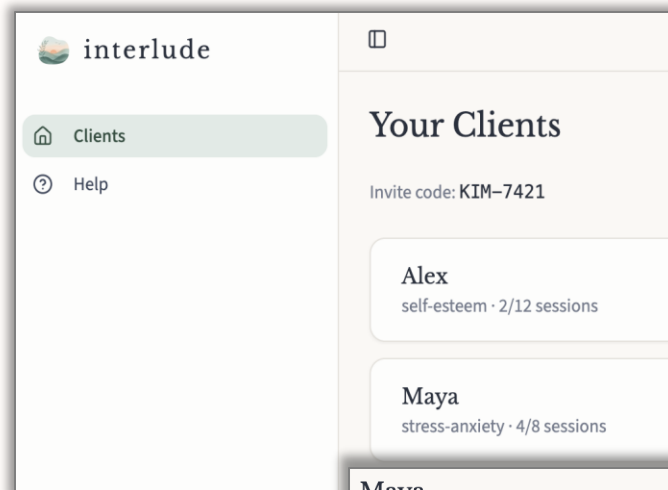 interlude
Clients
Help
Your Clients
Invite code: KIM-7421
Alex
self-esteem · 2/12 sessions
Maya
stress-anxiety · 4/8 sessions
Maya